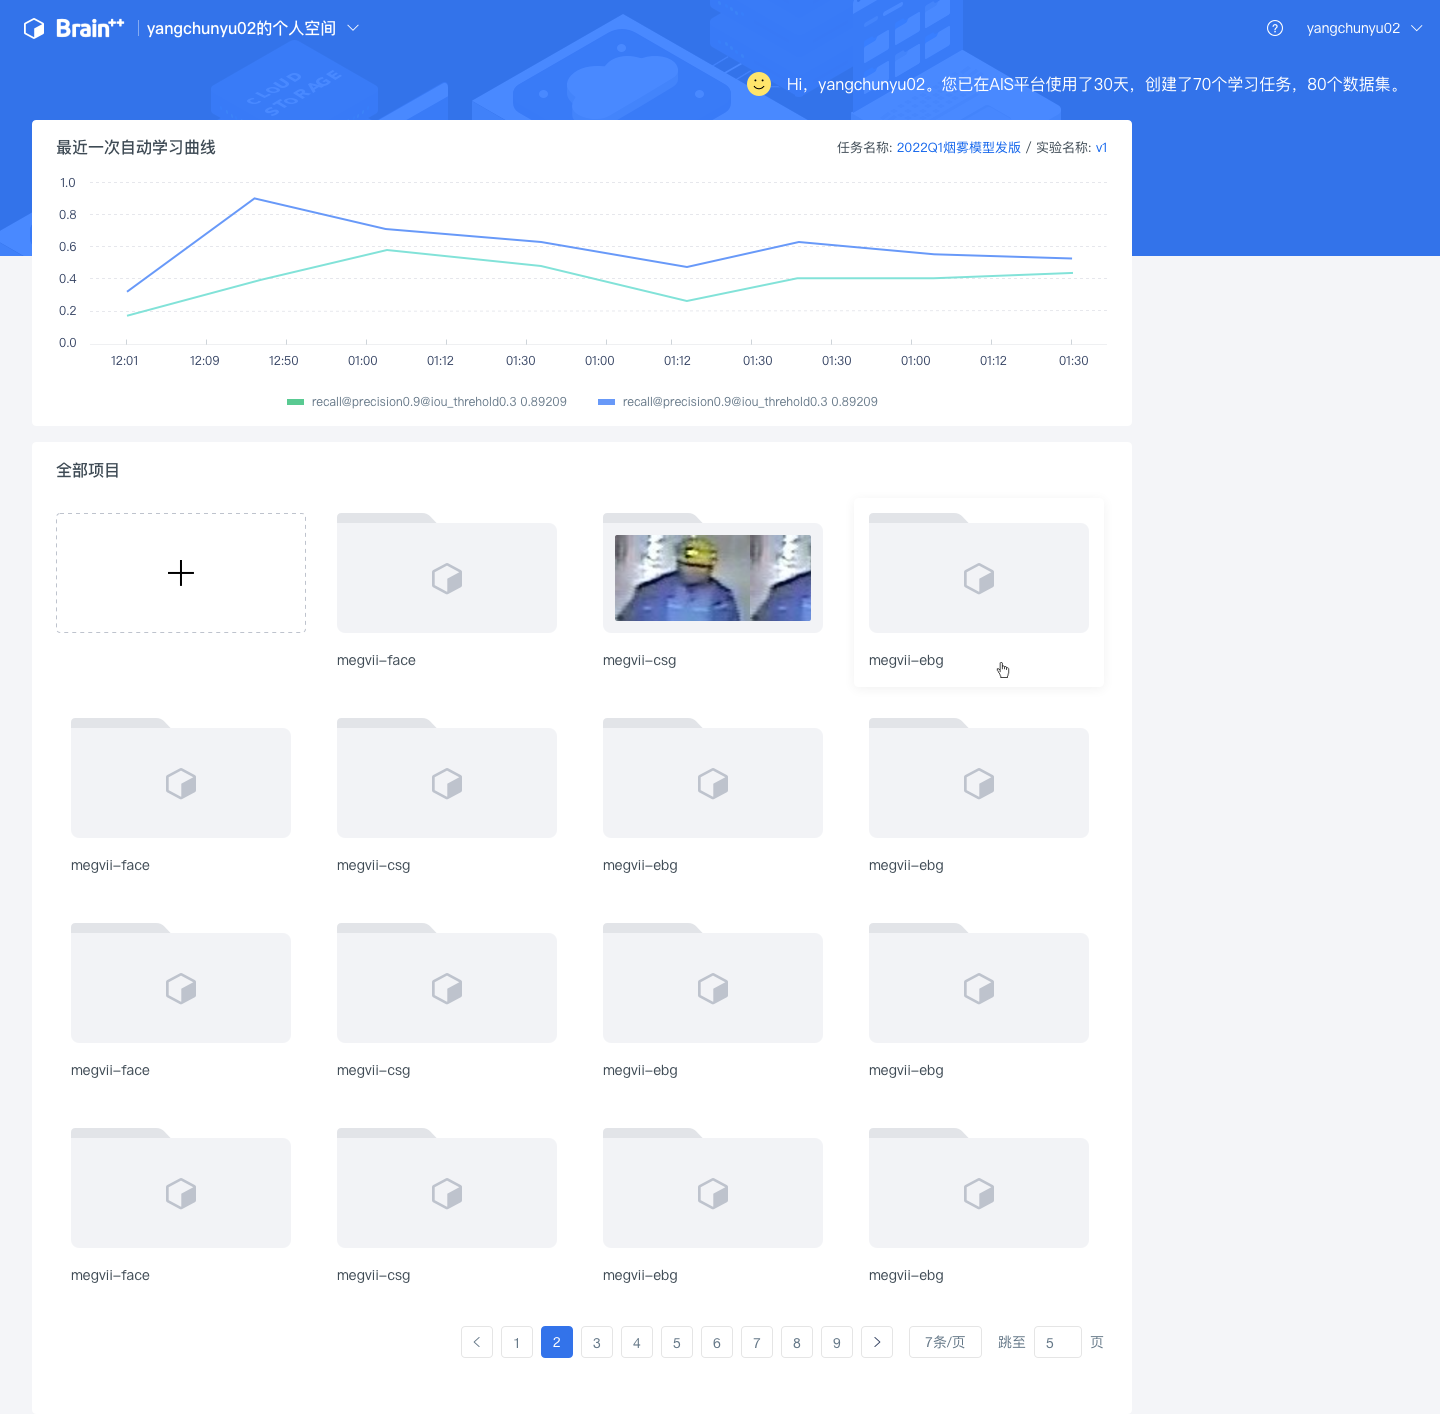 Brain++ yangchunyu02的个人空间
yangchunyu02
CLOUD
STORAGE
Hi，yangchunyu02。您已在AIS平台使用了30天，创建了70个学习任务，80个数据集。
最近一次自动学习曲线
任务名称: 2022Q1烟雾模型发版 / 实验名称: v1
1.0
0.8
0.6
0.4
0.2
0.0
12:01 12:09 12:50 01:00 01:12 01:30 01:00 01:12 01:30 01:30 01:00 01:12 01:30
recall@precision0.9@iou_threhold0.3 0.89209 recall@precision0.9@iou_threhold0.3 0.89209
全部项目
megvii-face megvii-csg megvii-ebg
megvii-face megvii-csg megvii-ebg megvii-ebg
megvii-face megvii-csg megvii-ebg megvii-ebg
megvii-face megvii-csg megvii-ebg megvii-ebg
1 2 3 4 5 6 7 8 9 7条/页 跳至 5 页